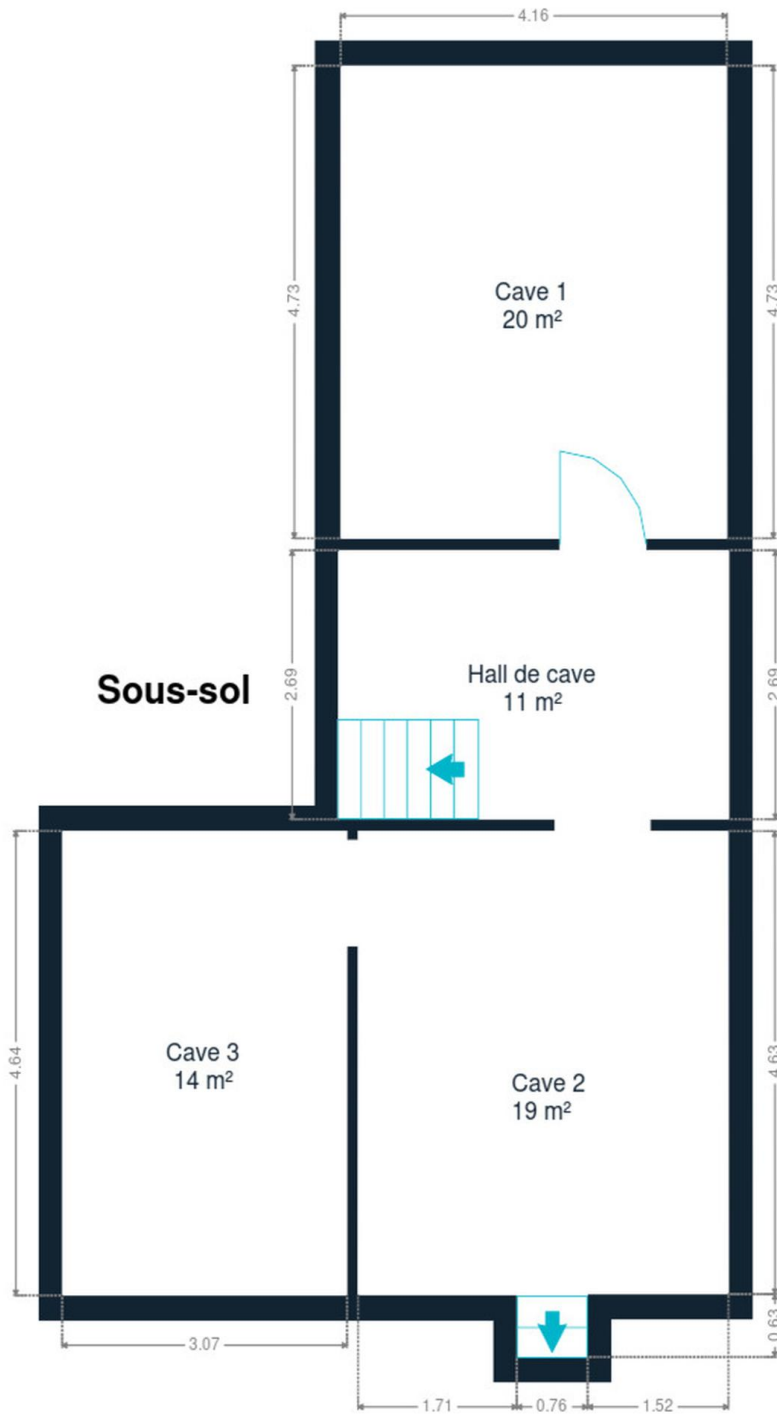 4.16
4.73
4.73
Cave 1
20 m²
Hall de cave
11 m²
2.69
2.69
Sous-sol
4.64
4.63
Cave 3
14 m²
Cave 2
19 m²
0.63
3.07
1.71
0.76
1.52